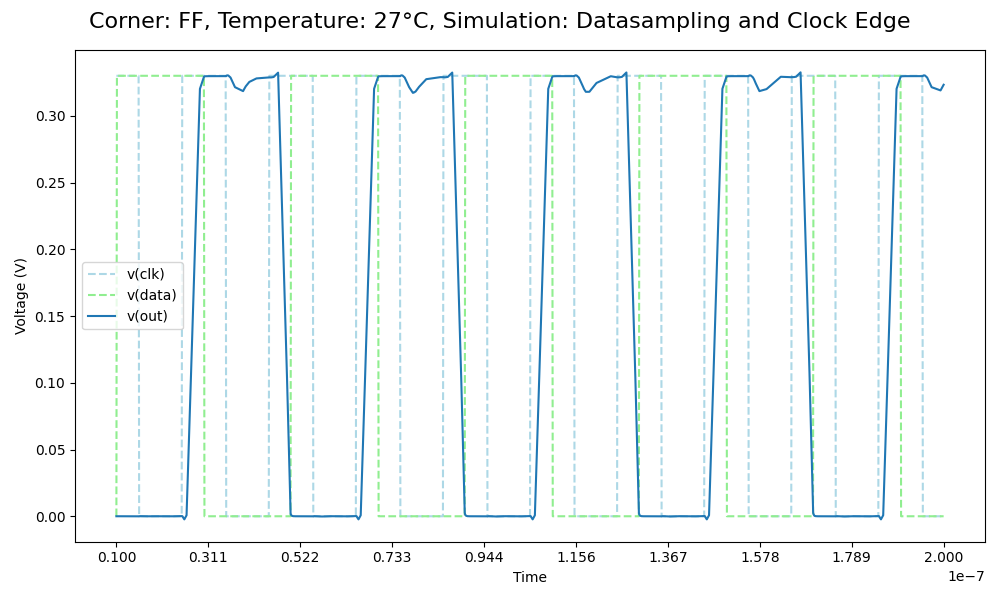 Corner: FF, Temperature: 27°C, Simulation: Datasampling and Clock Edge
Voltage (V)
0.30
0.25
0.20
0.15
0.10
0.05
0.00
v(clk)
v(data)
v(out)
0.100 0.311 0.522 0.733 0.944 1.156 1.367 1.578 1.789 2.000
Time
1e−7